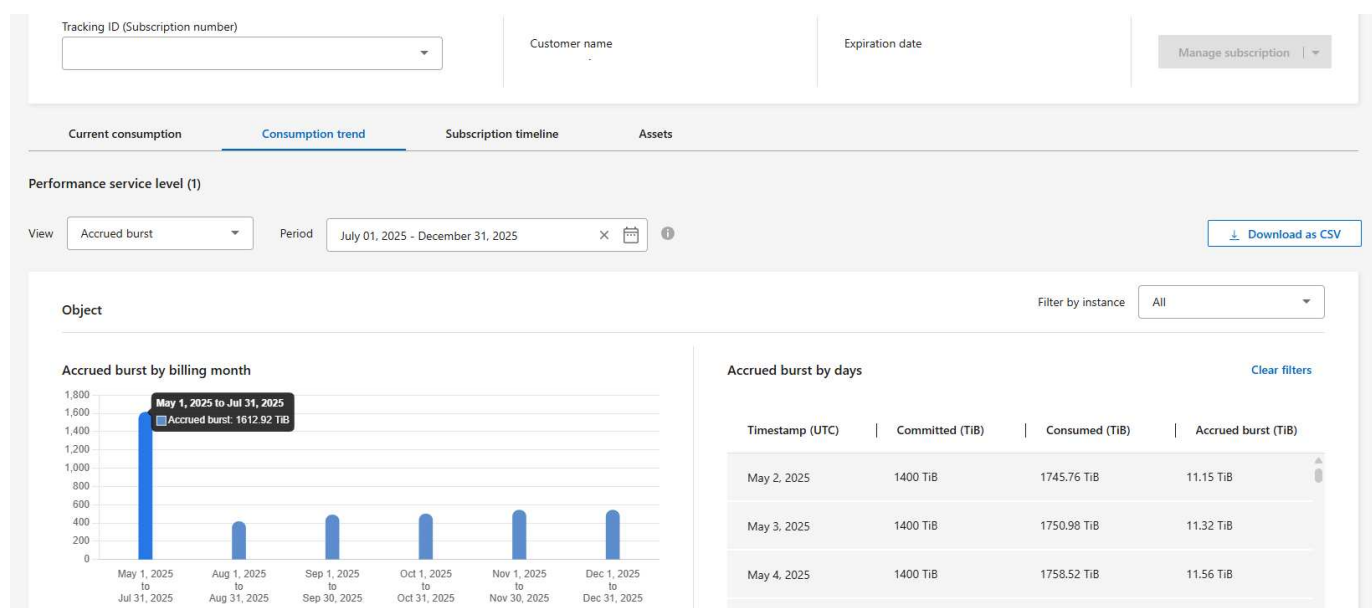 Tracking ID (Subscription number)
Customer name
-
Expiration date
Manage subscription
Current consumption
Consumption trend
Subscription timeline
Assets
Performance service level (1)
View
Accrued burst
Period
July 01, 2025 - December 31, 2025
Download as CSV
Object
Filter by instance
All
Accrued burst by billing month
1,800
1,600
1,400
1,200
1,000
800
600
400
200
0
May 1, 2025 to Jul 31, 2025
Accrued burst: 1612.92 TiB
May 1, 2025
to
Jul 31, 2025
Aug 1, 2025
to
Aug 31, 2025
Sep 1, 2025
to
Sep 30, 2025
Oct 1, 2025
to
Oct 31, 2025
Nov 1, 2025
to
Nov 30, 2025
Dec 1, 2025
to
Dec 31, 2025
Accrued burst by days
Clear filters
Timestamp (UTC) | Committed (TiB) | Consumed (TiB) | Accrued burst (TiB)
May 2, 2025 1400 TiB 1745.76 TiB 11.15 TiB
May 3, 2025 1400 TiB 1750.98 TiB 11.32 TiB
May 4, 2025 1400 TiB 1758.52 TiB 11.56 TiB